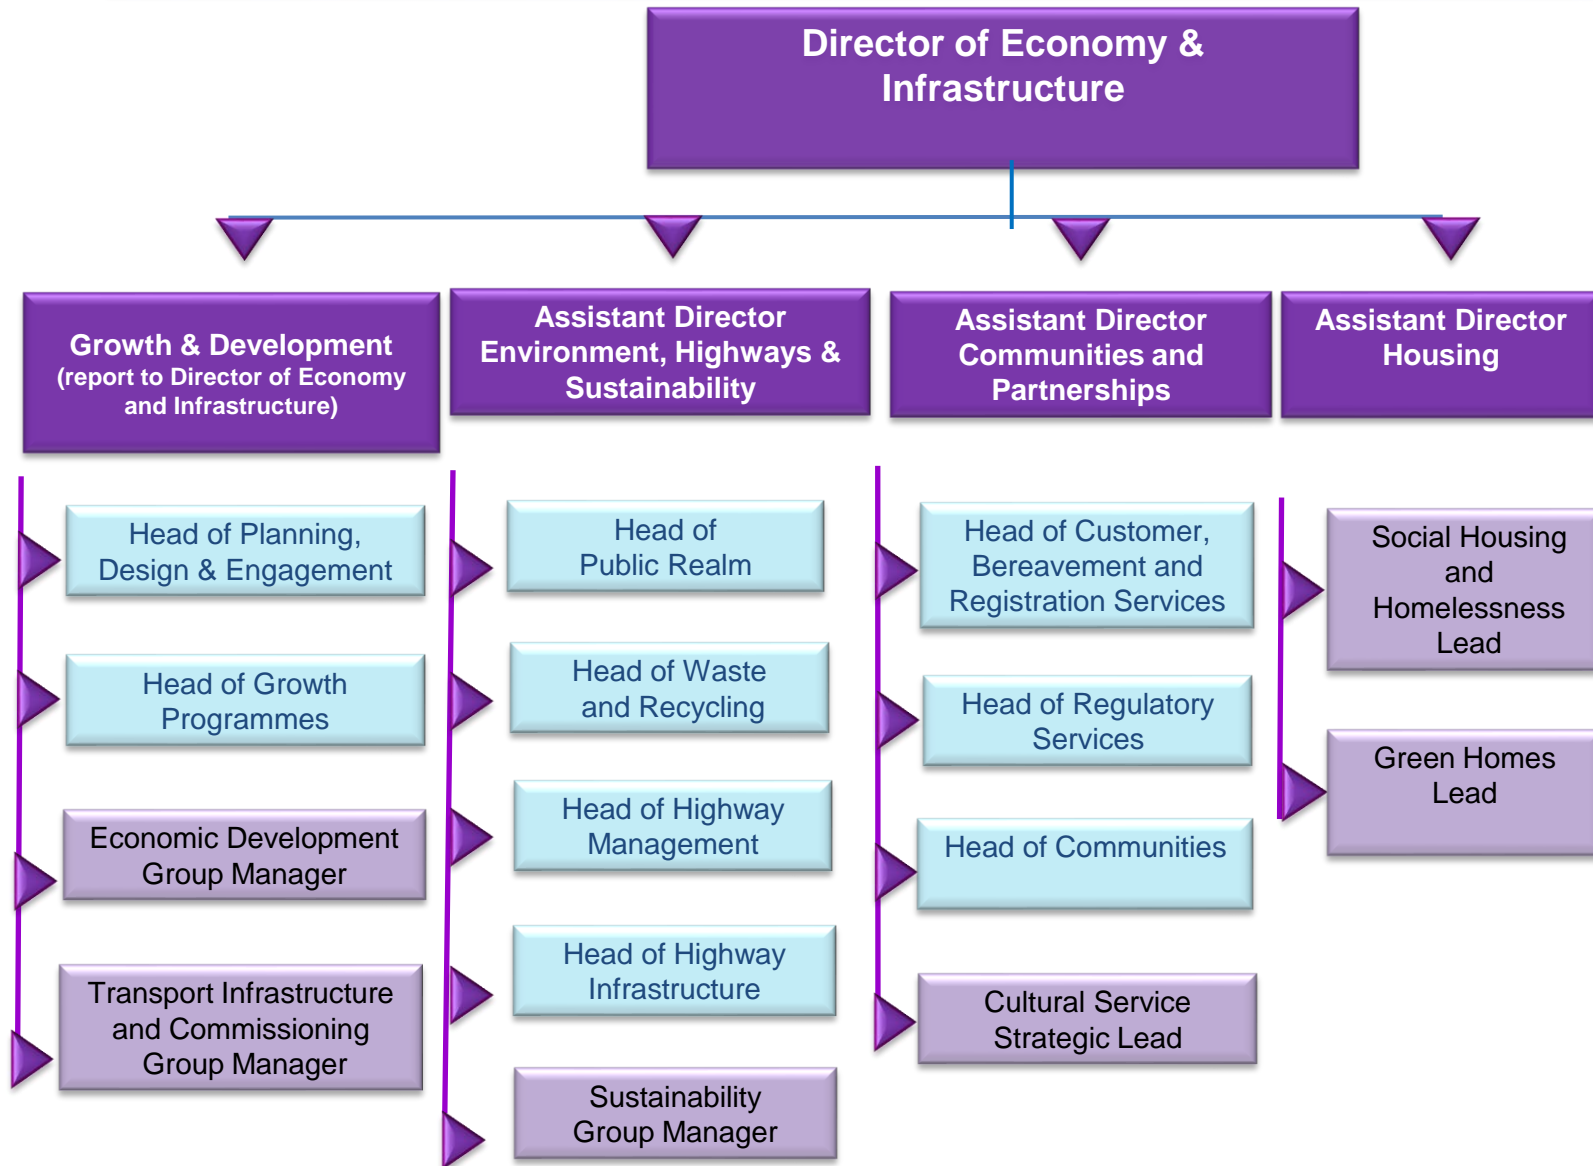 Director of Economy &
Infrastructure
Growth & Development
(report to Director of Economy
and Infrastructure)
Assistant Director
Environment, Highways &
Sustainability
Assistant Director
Communities and
Partnerships
Assistant Director
Housing
Head of Planning,
Design & Engagement
Head of Growth
Programmes
Economic Development
Group Manager
Transport Infrastructure
and Commissioning
Group Manager
Head of
Public Realm
Head of Waste
and Recycling
Head of Highway
Management
Head of Highway
Infrastructure
Sustainability
Group Manager
Head of Customer,
Bereavement and
Registration Services
Head of Regulatory
Services
Head of Communities
Cultural Service
Strategic Lead
Social Housing
and
Homelessness
Lead
Green Homes
Lead